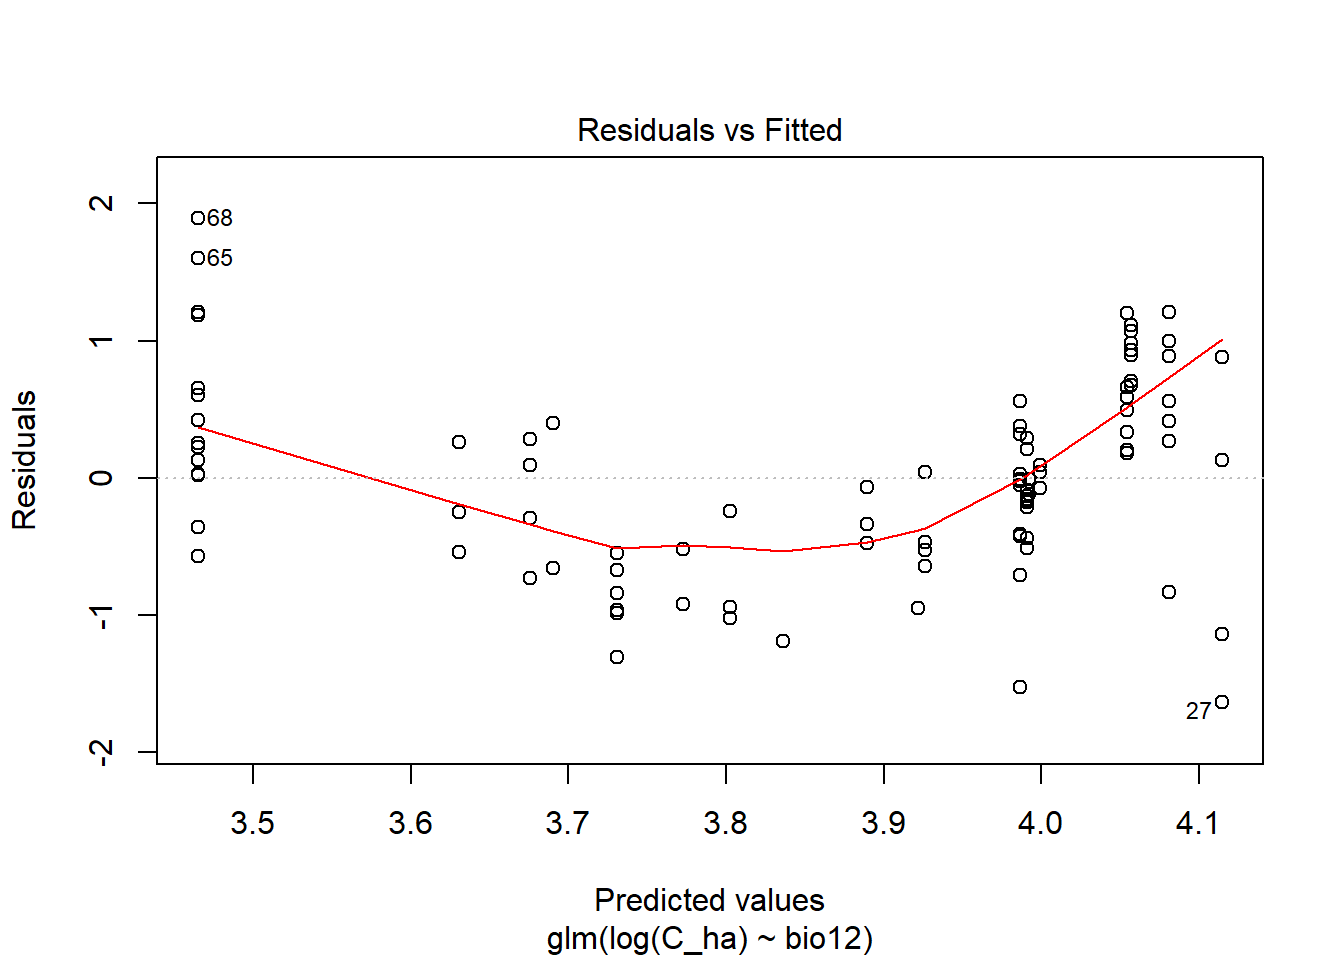 Residuals vs Fitted
Residuals
2
1
0
-1
-2
68
65
27
3.5 3.6 3.7 3.8 3.9 4.0 4.1
Predicted values
glm(log(C_ha) ~ bio12)